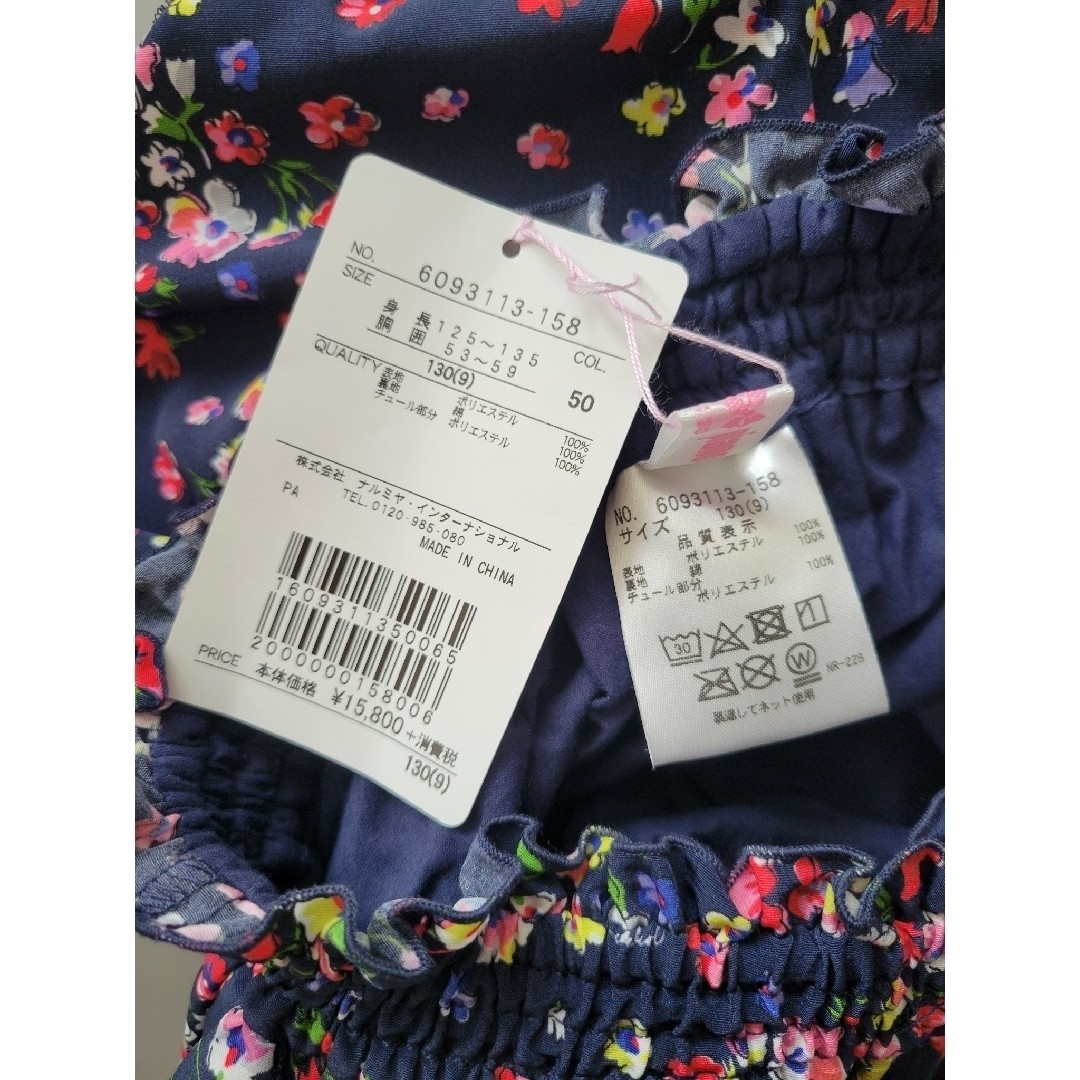 NO. 6093113-158
SIZE
身長 125～135
胴囲 53～59
COL.
130(9)
50
QUALITY
表地 ポリエステル 100%
裏地 綿 100%
チュール部分 ポリエステル 100%
株式会社 ナルミヤ・インターナショナル
PA TEL.0120-985-080
MADE IN CHINA
1609311350065
2000000158006
PRICE 本体価格 ¥15,800 +消費税
130(9)
NO. 6093113-158
サイズ 130(9)
品質表示
表地 ポリエステル 100%
裏地 綿 100%
チュール部分 ポリエステル 100%
30
W
NR-229
裏返してネット使用